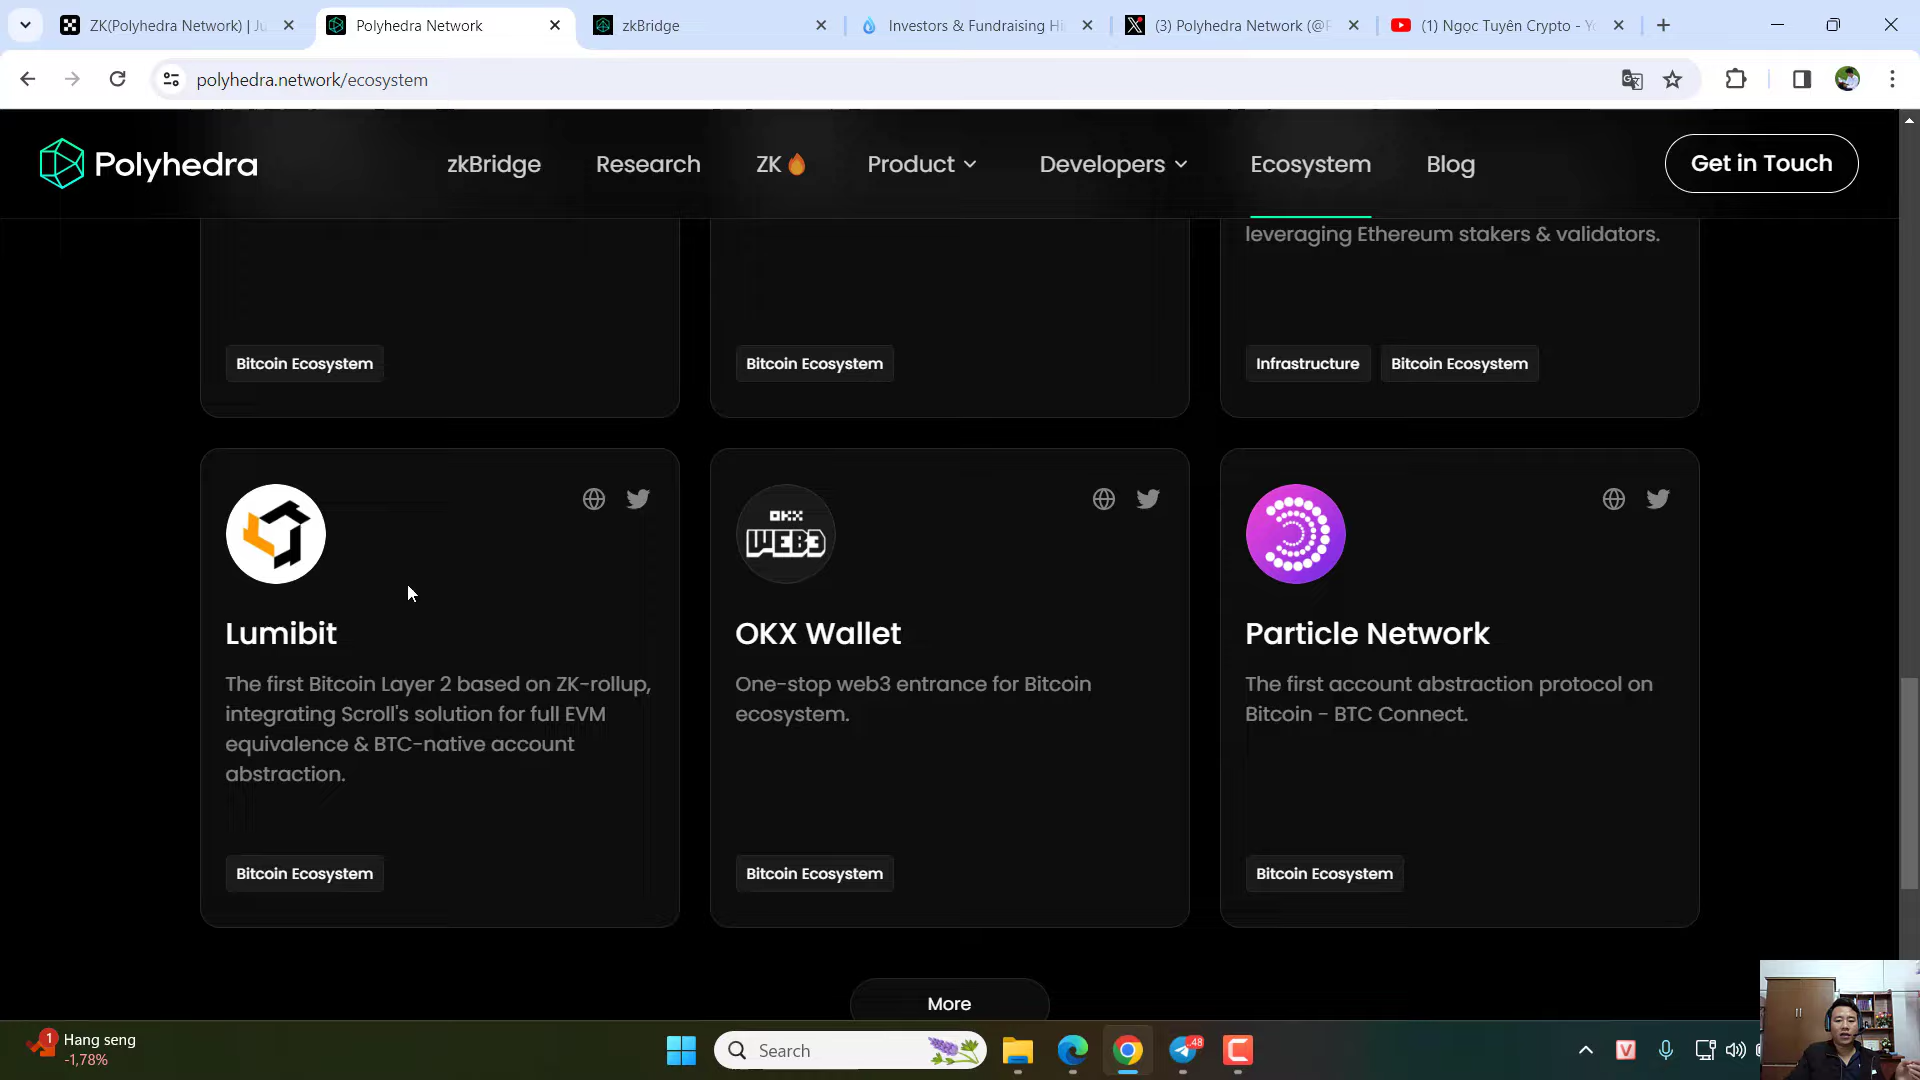 ZK(Polyhedra Network) | Ju
Polyhedra Network
zkBridge
Investors & Fundraising Hi
(3) Polyhedra Network (@P
(1) Ngọc Tuyên Crypto - Yo
polyhedra.network/ecosystem
Polyhedra
zkBridge
Research
ZK
Product
Developers
Ecosystem
Blog
Get in Touch
leveraging Ethereum stakers & validators.
Bitcoin Ecosystem
Bitcoin Ecosystem
Infrastructure
Bitcoin Ecosystem
OKX
WEB3
Lumibit
The first Bitcoin Layer 2 based on ZK-rollup,
integrating Scroll's solution for full EVM
equivalence & BTC-native account
abstraction.
Bitcoin Ecosystem
OKX Wallet
One-stop web3 entrance for Bitcoin
ecosystem.
Bitcoin Ecosystem
Particle Network
The first account abstraction protocol on
Bitcoin - BTC Connect.
Bitcoin Ecosystem
More
1
Hang seng
-1,78%
Search
48
V